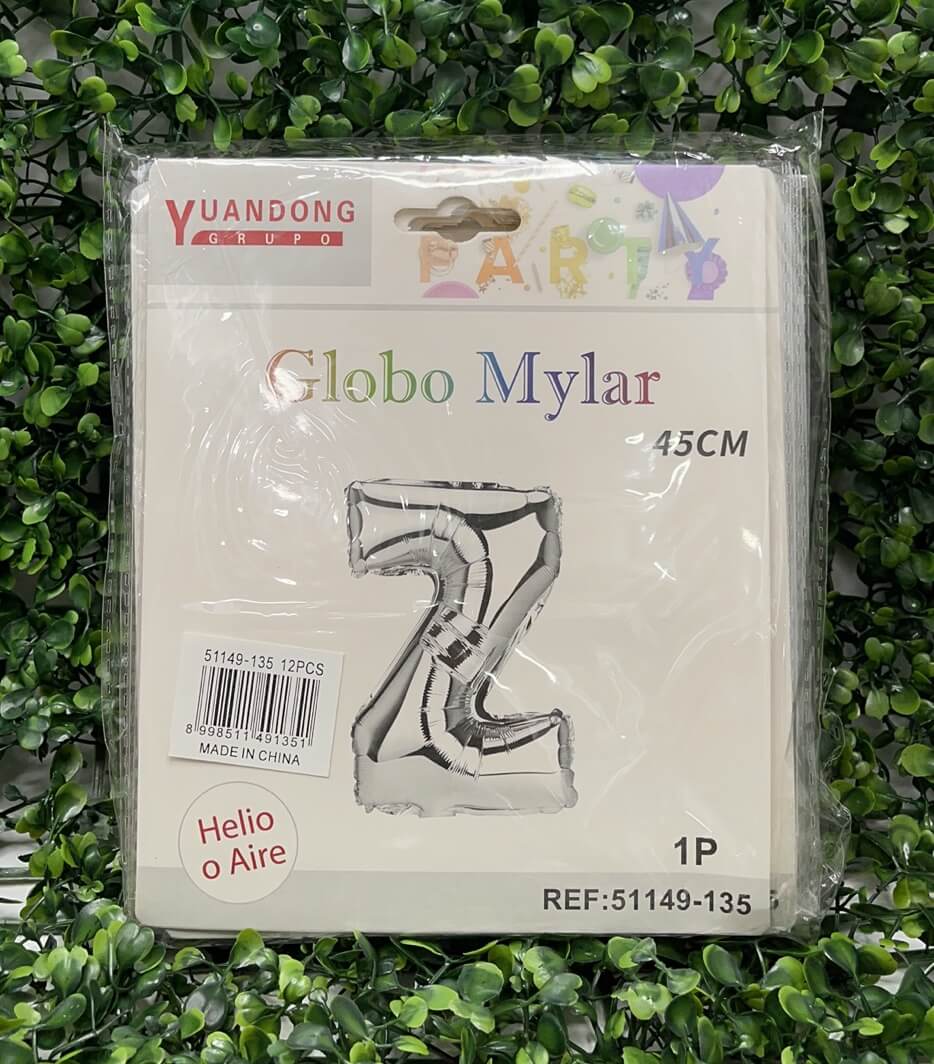 YUANDONG
GRUPO
PARTY
Globo Mylar
45CM
51149-135 12PCS
8 998511 491351
MADE IN CHINA
Helio
o Aire
1P
REF:51149-135
5